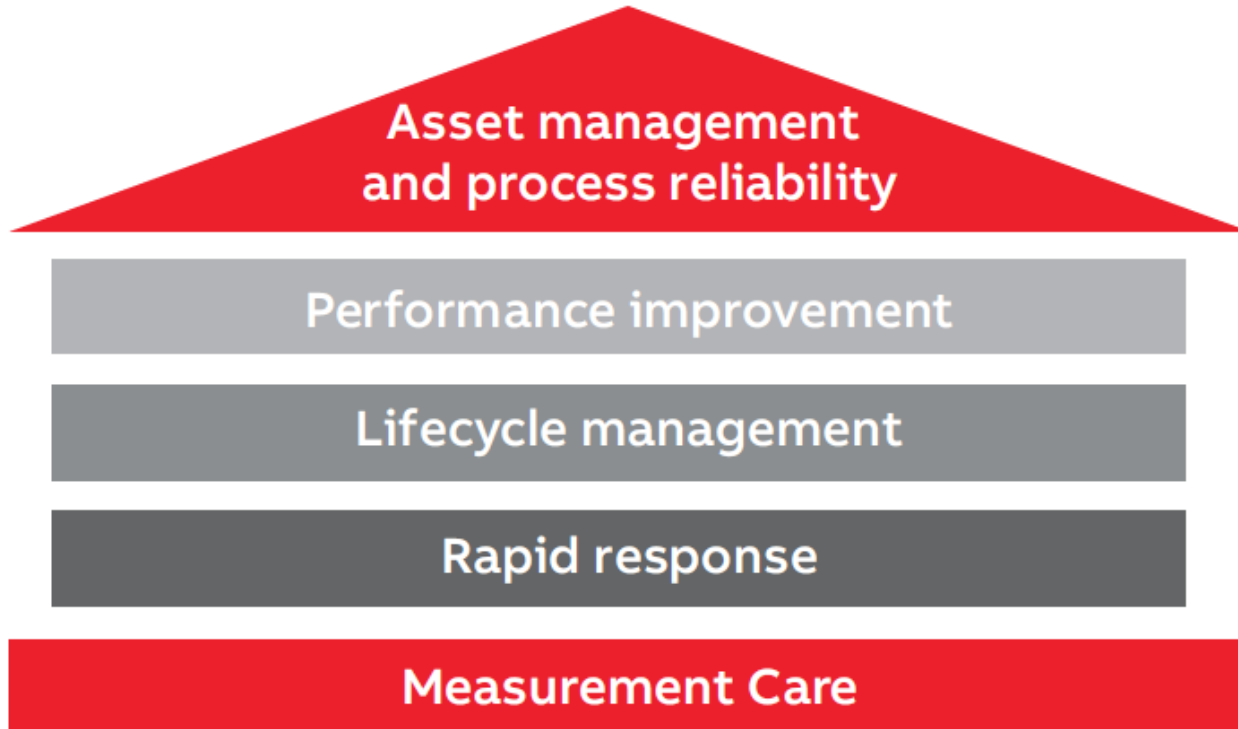 Asset management
and process reliability
Performance improvement
Lifecycle management
Rapid response
Measurement Care